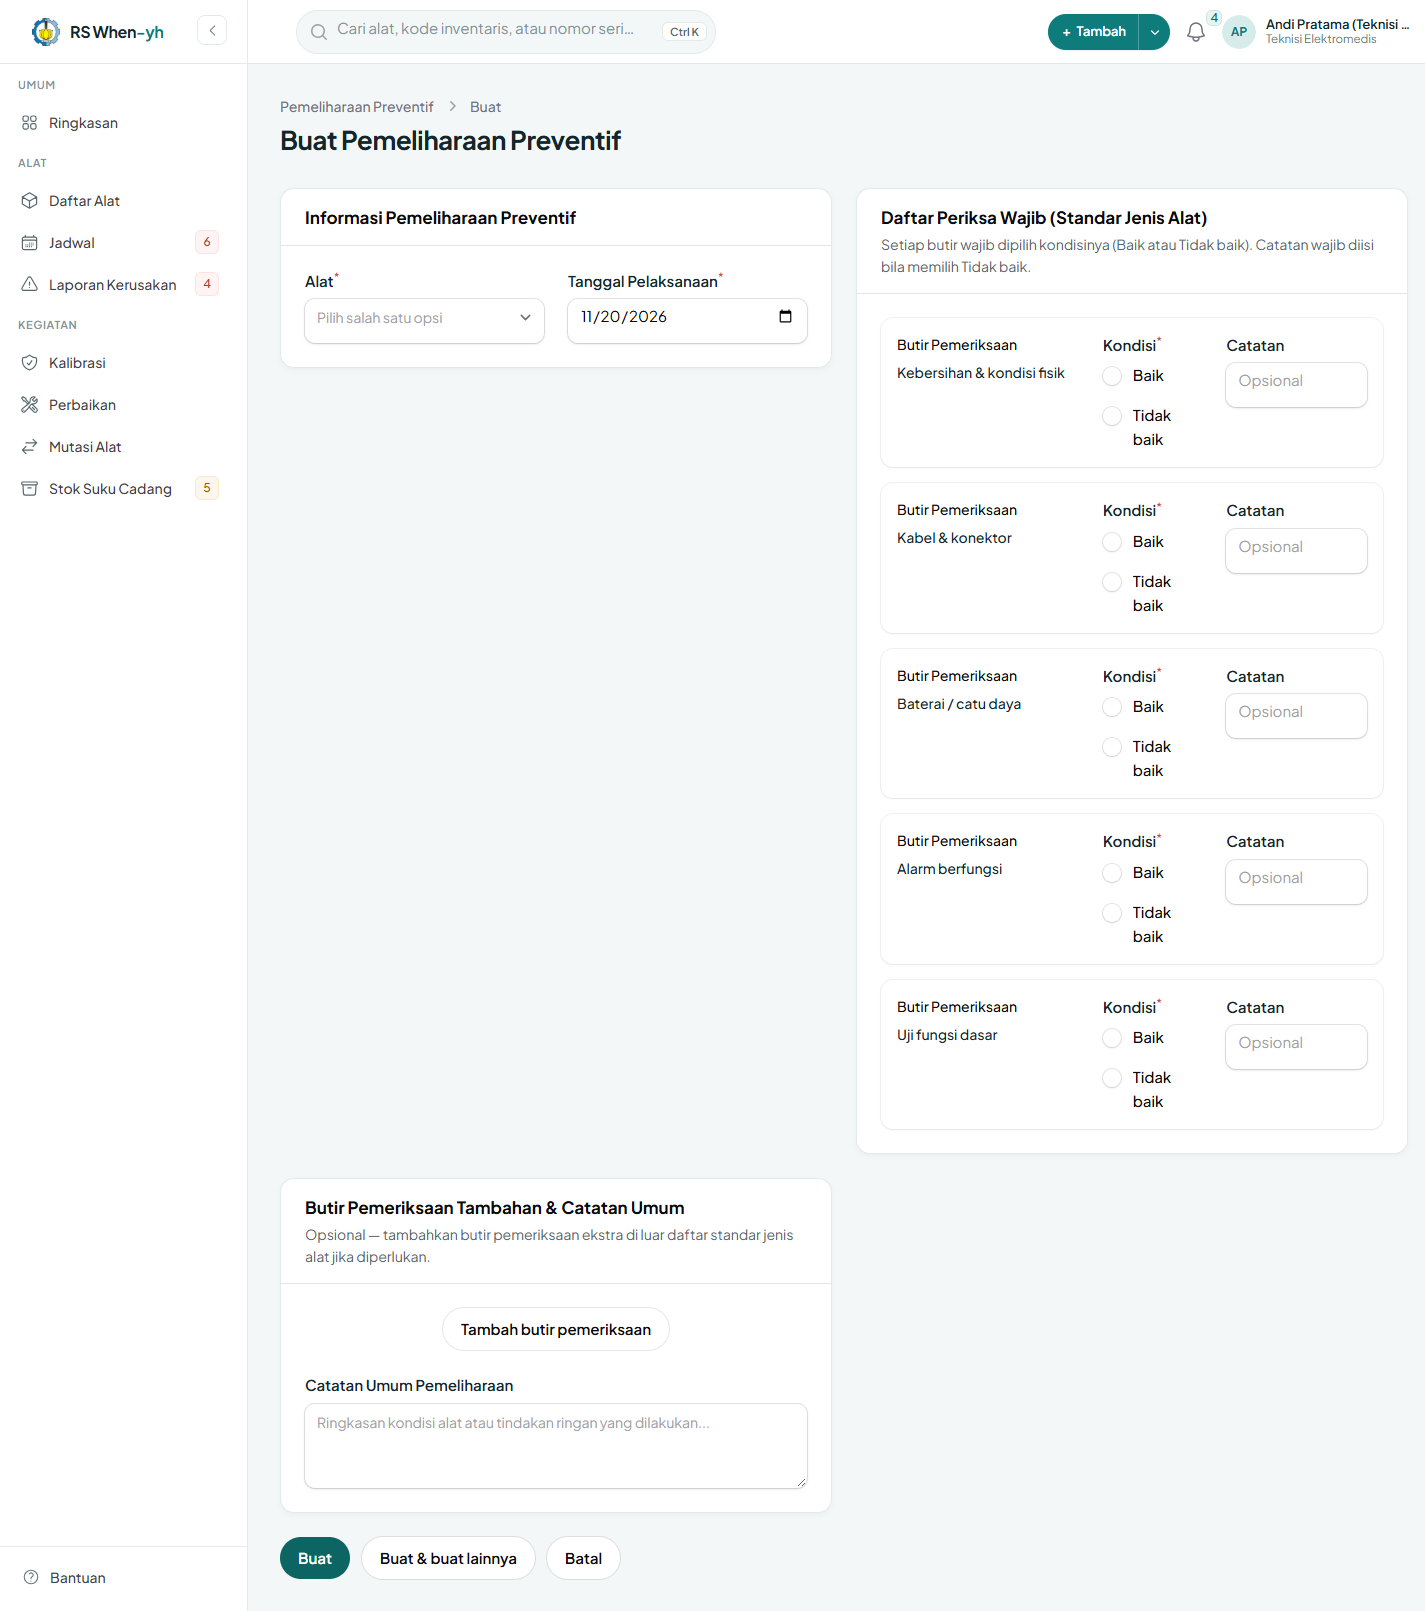 RS When-yh
Cari alat, kode inventaris, atau nomor seri...
Ctrl K
+ Tambah
4
AP
Andi Pratama (Teknisi ...
Teknisi Elektromedis
UMUM
Ringkasan
ALAT
Daftar Alat
Jadwal
6
Laporan Kerusakan
4
KEGIATAN
Kalibrasi
Perbaikan
Mutasi Alat
Stok Suku Cadang
5
Bantuan
Pemeliharaan Preventif > Buat
Buat Pemeliharaan Preventif
Informasi Pemeliharaan Preventif
Alat*
Pilih salah satu opsi
Tanggal Pelaksanaan*
11/20/2026
Daftar Periksa Wajib (Standar Jenis Alat)
Setiap butir wajib dipilih kondisinya (Baik atau Tidak baik). Catatan wajib diisi
bila memilih Tidak baik.
Butir Pemeriksaan
Kebersihan & kondisi fisik
Kondisi*
Baik
Tidak
baik
Catatan
Opsional
Butir Pemeriksaan
Kabel & konektor
Kondisi*
Baik
Tidak
baik
Catatan
Opsional
Butir Pemeriksaan
Baterai / catu daya
Kondisi*
Baik
Tidak
baik
Catatan
Opsional
Butir Pemeriksaan
Alarm berfungsi
Kondisi*
Baik
Tidak
baik
Catatan
Opsional
Butir Pemeriksaan
Uji fungsi dasar
Kondisi*
Baik
Tidak
baik
Catatan
Opsional
Butir Pemeriksaan Tambahan & Catatan Umum
Opsional — tambahkan butir pemeriksaan ekstra di luar daftar standar jenis
alat jika diperlukan.
Tambah butir pemeriksaan
Catatan Umum Pemeliharaan
Ringkasan kondisi alat atau tindakan ringan yang dilakukan...
Buat
Buat & buat lainnya
Batal